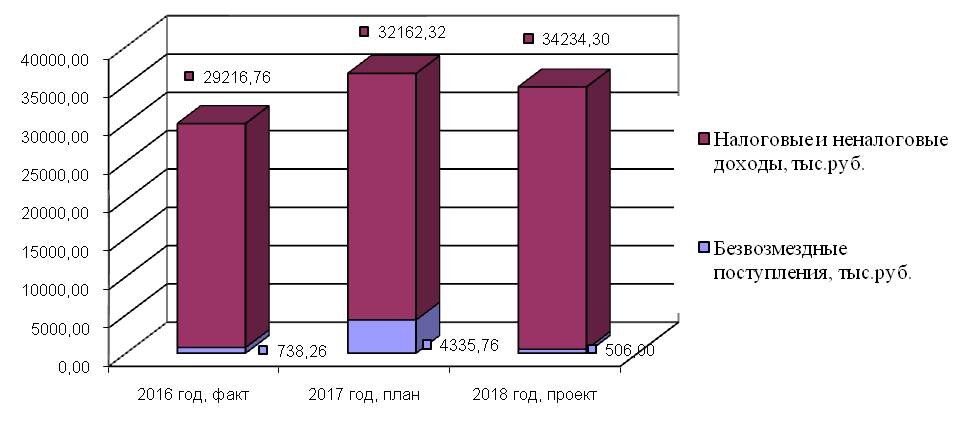 32162,32
34234,30
29216,76
40000,00
35000,00
30000,00
25000,00
20000,00
15000,00
10000,00
5000,00
0,00
738,26
4335,76
506,00
2016 год, факт
2017 год, план
2018 год, проект
Налоговые и неналоговые
доходы, тыс.руб.
Безвозмездные
поступления, тыс.руб.